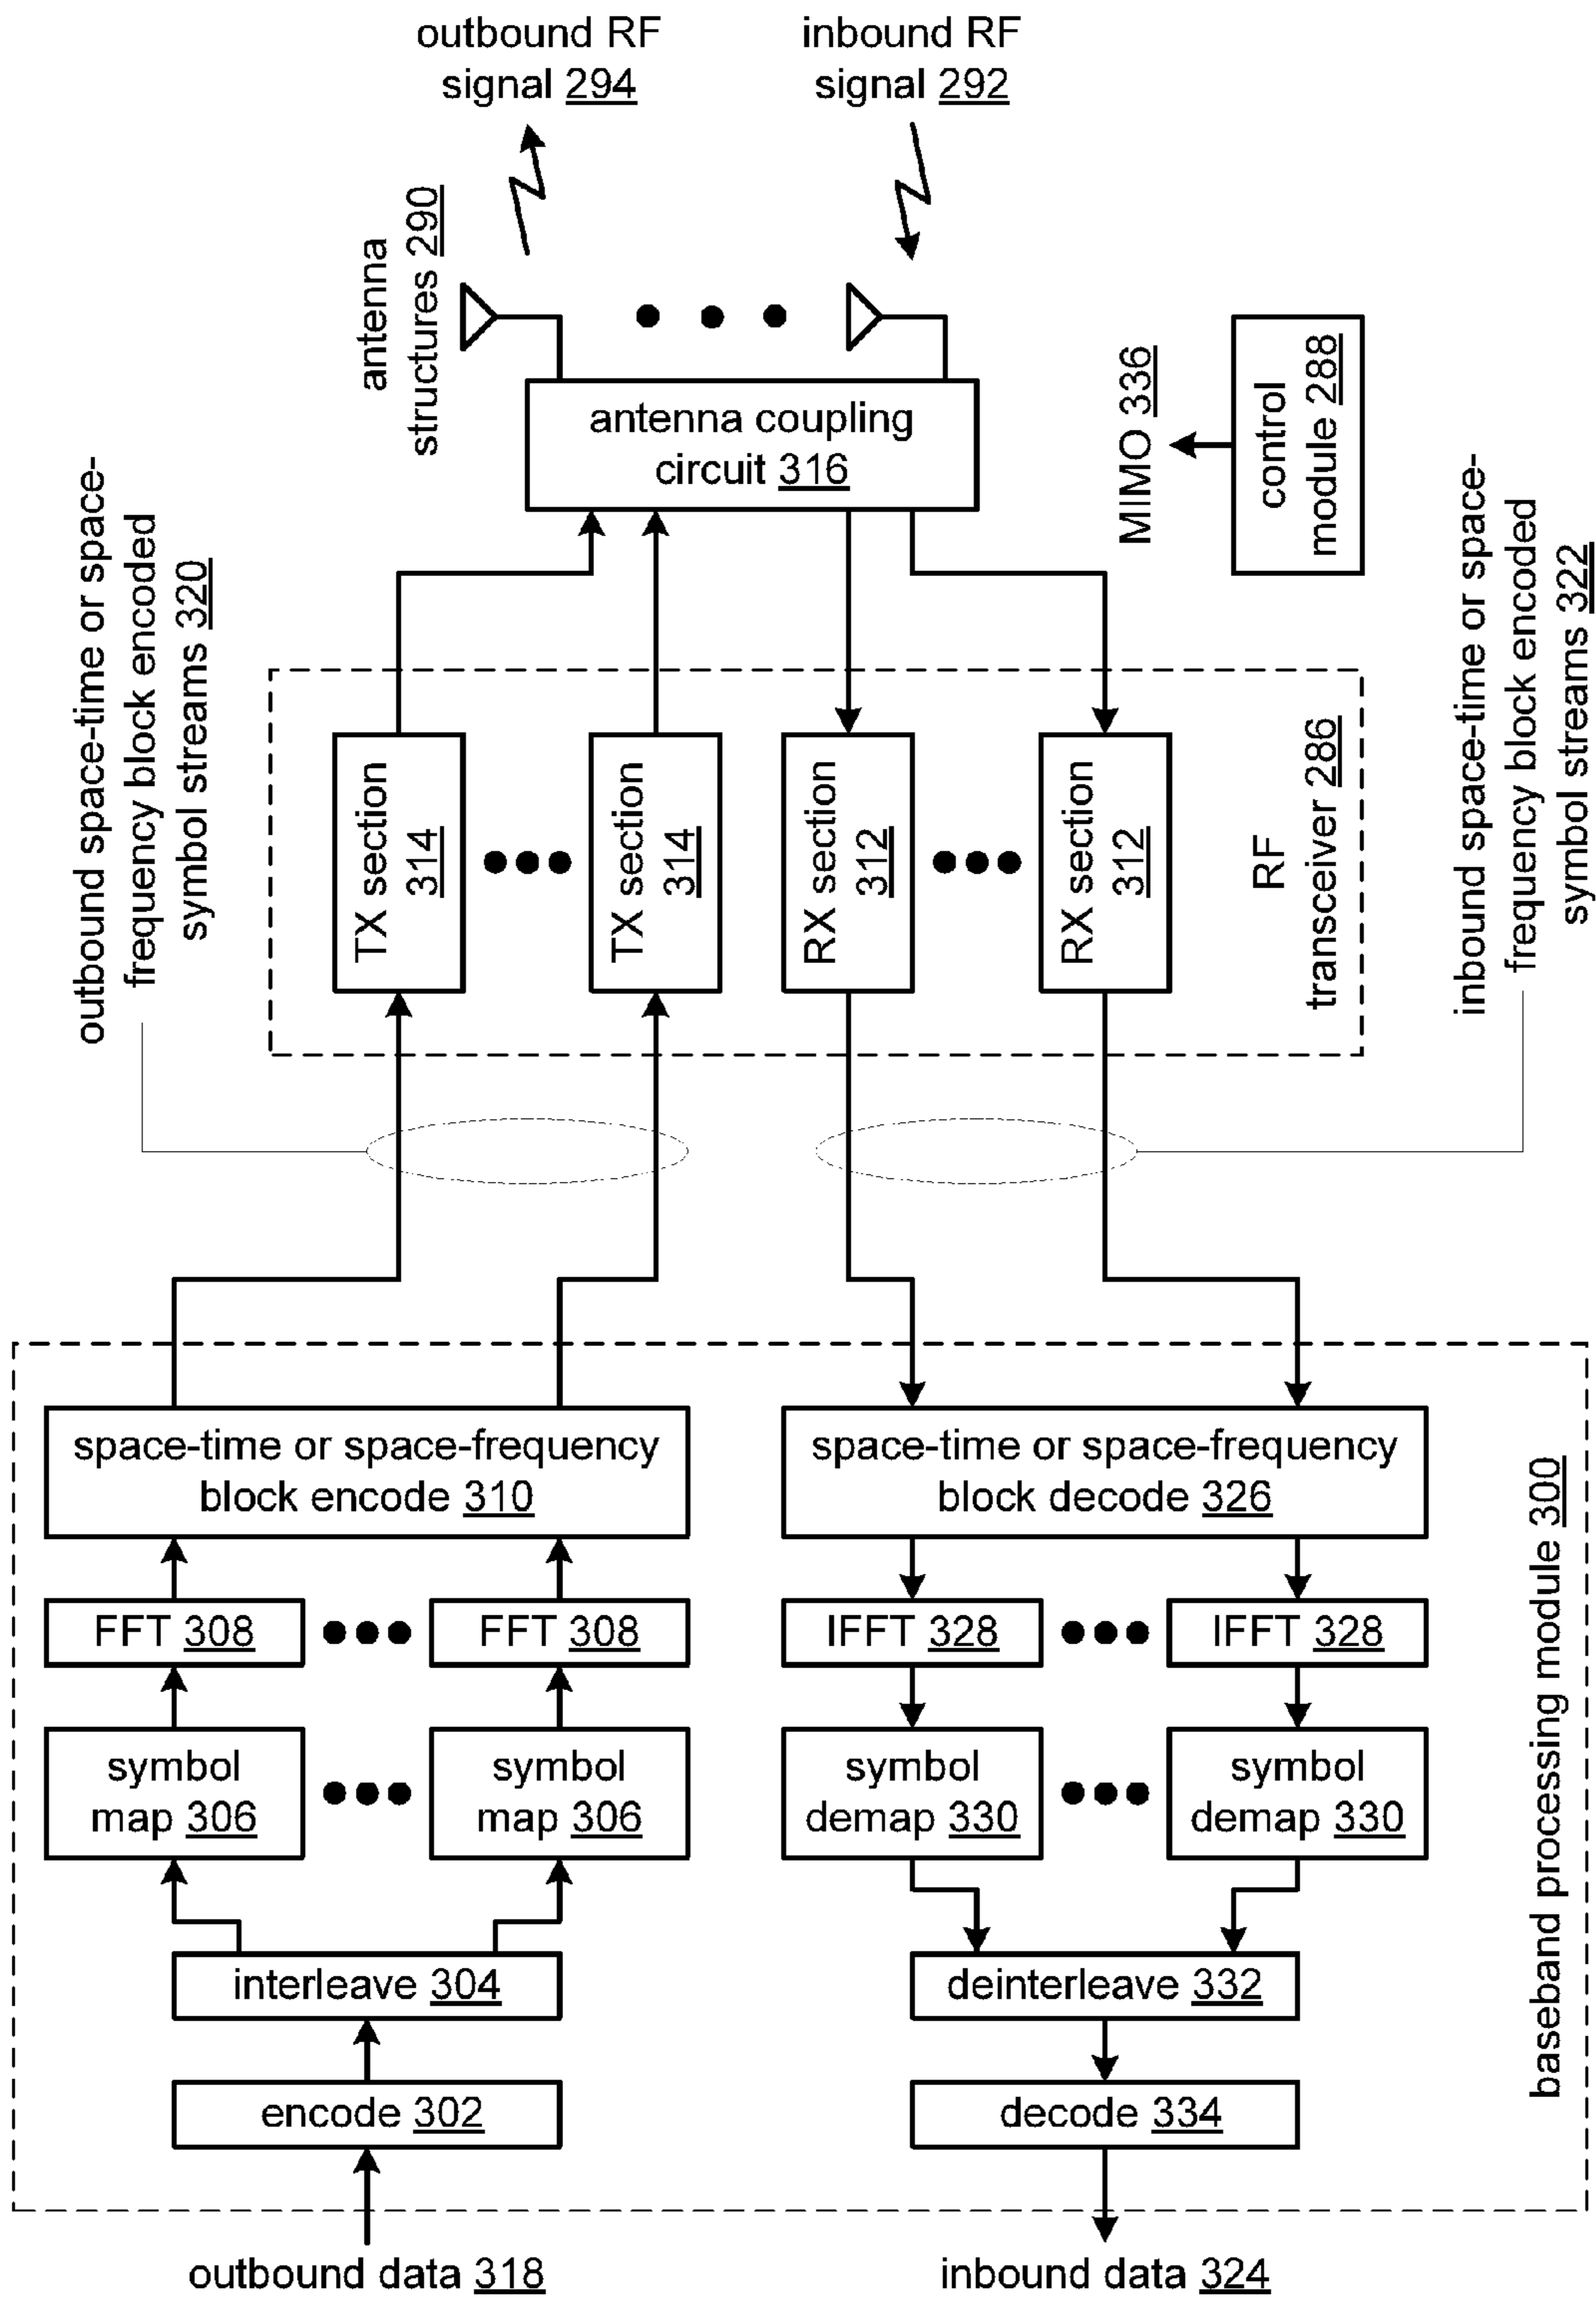 outbound RF
signal 294
inbound RF
signal 292
antenna
structures 290
antenna coupling
circuit 316
MIMO 336
control
module 288
outbound space-time or space-
frequency block encoded
symbol streams 320
TX section
314
TX section
314
RX section
312
RX section
312
RF
transceiver 286
inbound space-time or space-
frequency block encoded
symbol streams 322
space-time or space-frequency
block encode 310
space-time or space-frequency
block decode 326
FFT 308
FFT 308
IFFT 328
IFFT 328
symbol
map 306
symbol
map 306
symbol
demap 330
symbol
demap 330
interleave 304
deinterleave 332
encode 302
decode 334
baseband processing module 300
outbound data 318
inbound data 324